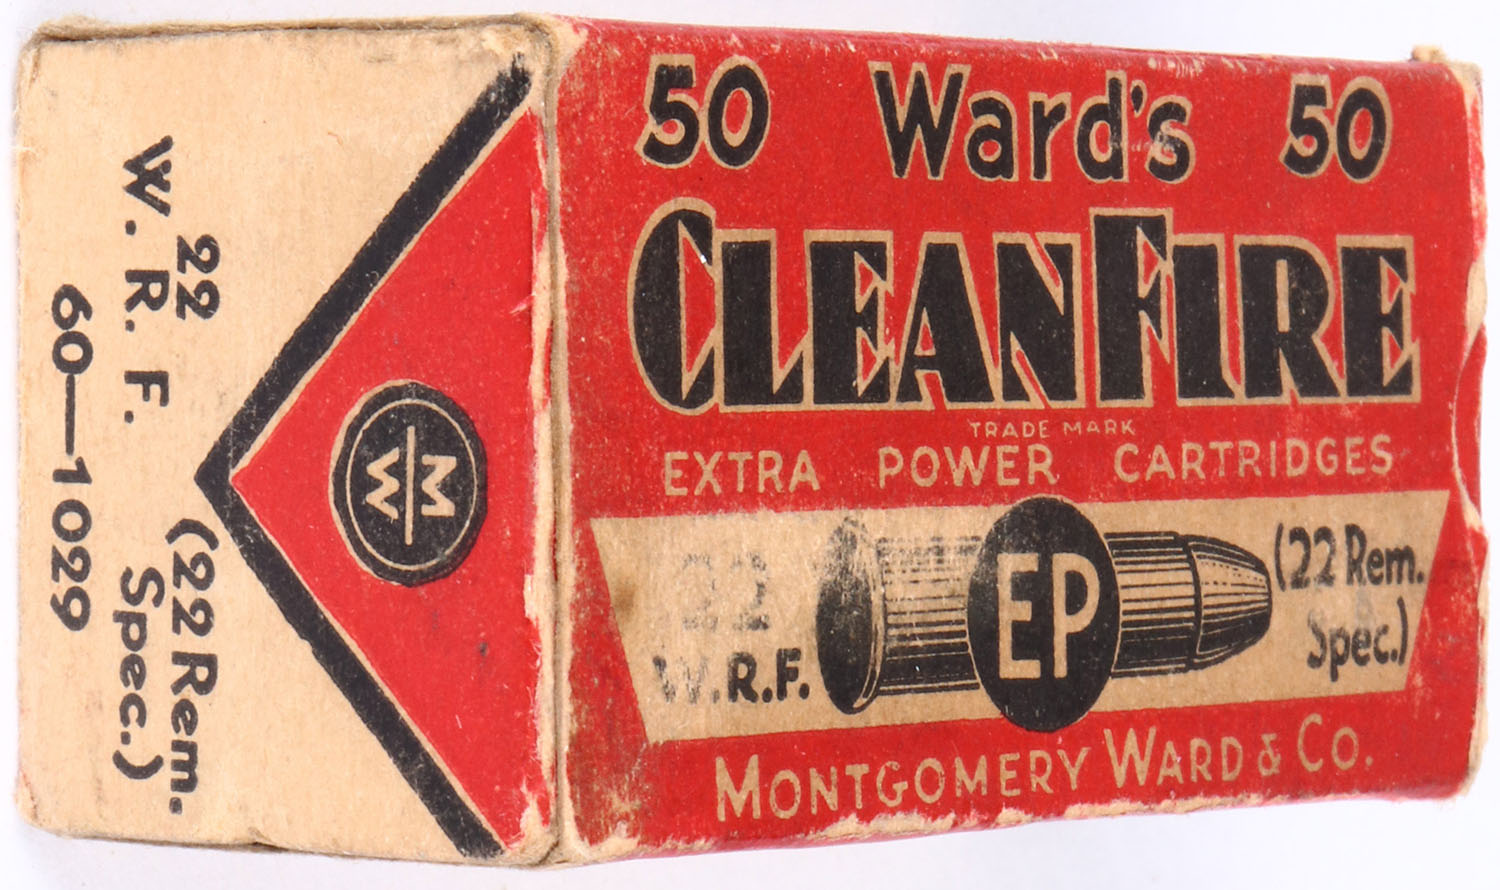 50 Ward's 50
CLEANFIRE
TRADE MARK
EXTRA POWER CARTRIDGES
22
W.R.F.
EP
(22 Rem.
Spec.)
MONTGOMERY WARD & CO.
M
W
22
W. R. F.
(22 Rem.
Spec.)
60—1029